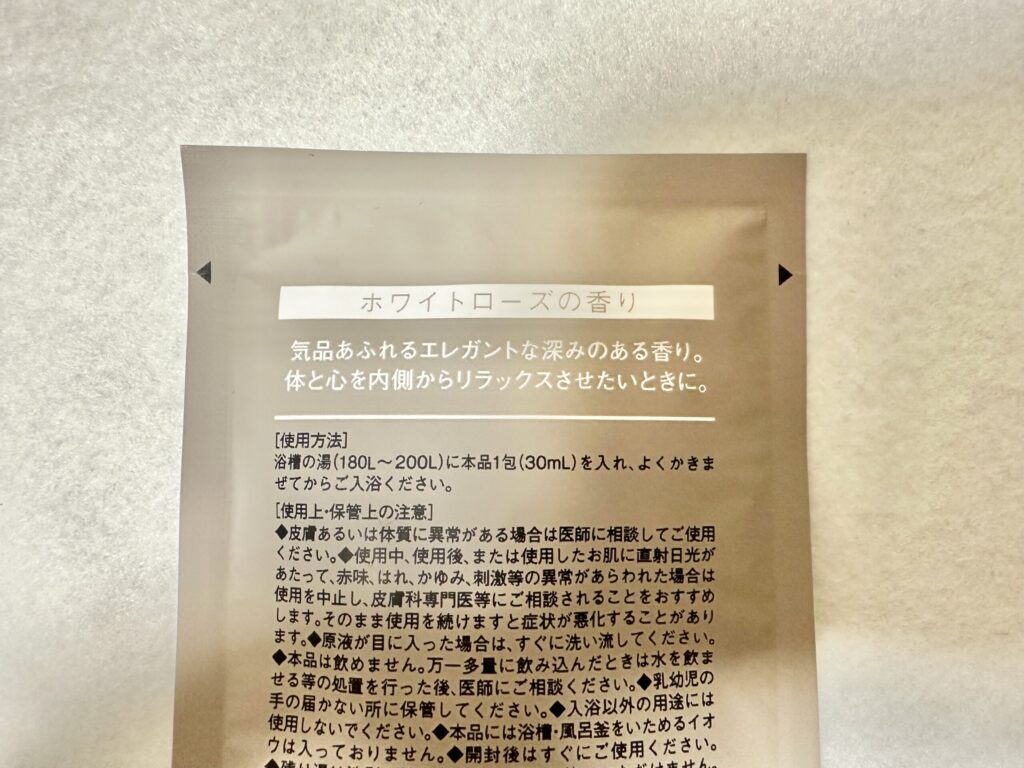 ホワイトローズの香り
気品あふれるエレガントな深みのある香り。
体と心を内側からリラックスさせたいときに。
[使用方法]
浴槽の湯(180L～200L)に本品1包(30mL)を入れ、よくかきま
ぜてからご入浴ください。
[使用上・保管上の注意]
◆皮膚あるいは体質に異常がある場合は医師に相談してご使用
ください。◆使用中、使用後、または使用したお肌に直射日光が
あたって、赤味、はれ、かゆみ、刺激等の異常があらわれた場合は
使用を中止し、皮膚科専門医等にご相談されることをおすすめ
します。そのまま使用を続けますと症状が悪化することがあり
ます。◆原液が目に入った場合は、すぐに洗い流してください。
◆本品は飲めません。万一多量に飲み込んだときは水を飲ま
せる等の処置を行った後、医師にご相談ください。◆乳幼児の
手の届かない所に保管してください。◆入浴以外の用途には
使用しないでください。◆本品には浴槽・風呂釜をいためるイオ
ウは入っておりません。◆開封後はすぐにご使用ください。